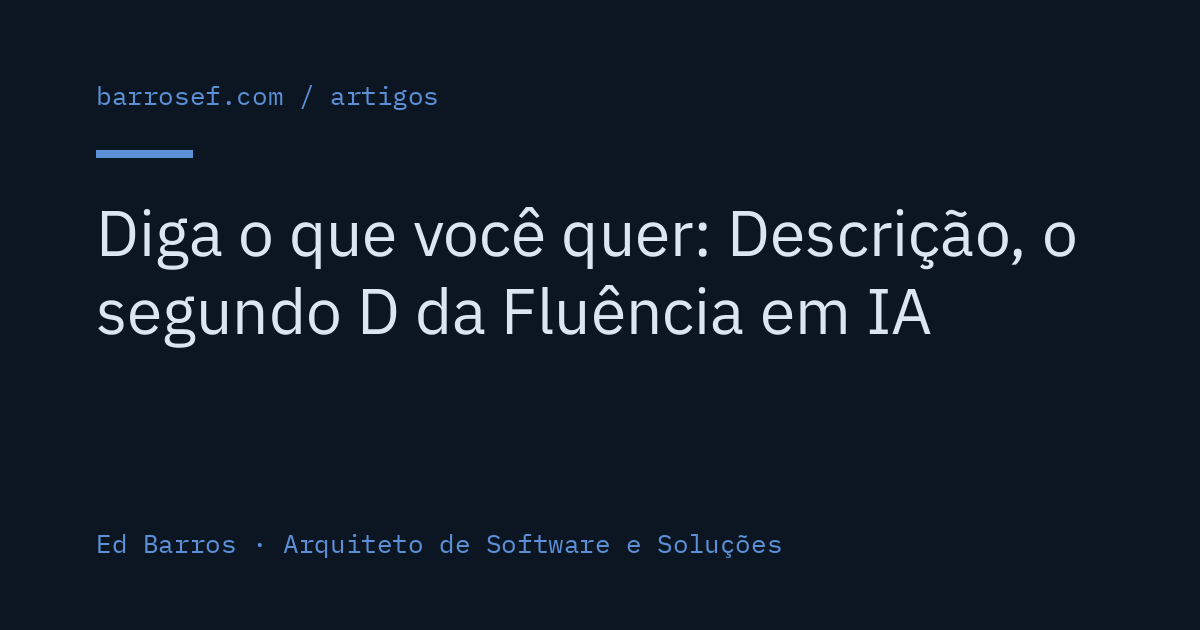 barrosef.com / artigos
Diga o que você quer: Descrição, o
segundo D da Fluência em IA
Ed Barros · Arquiteto de Software e Soluções